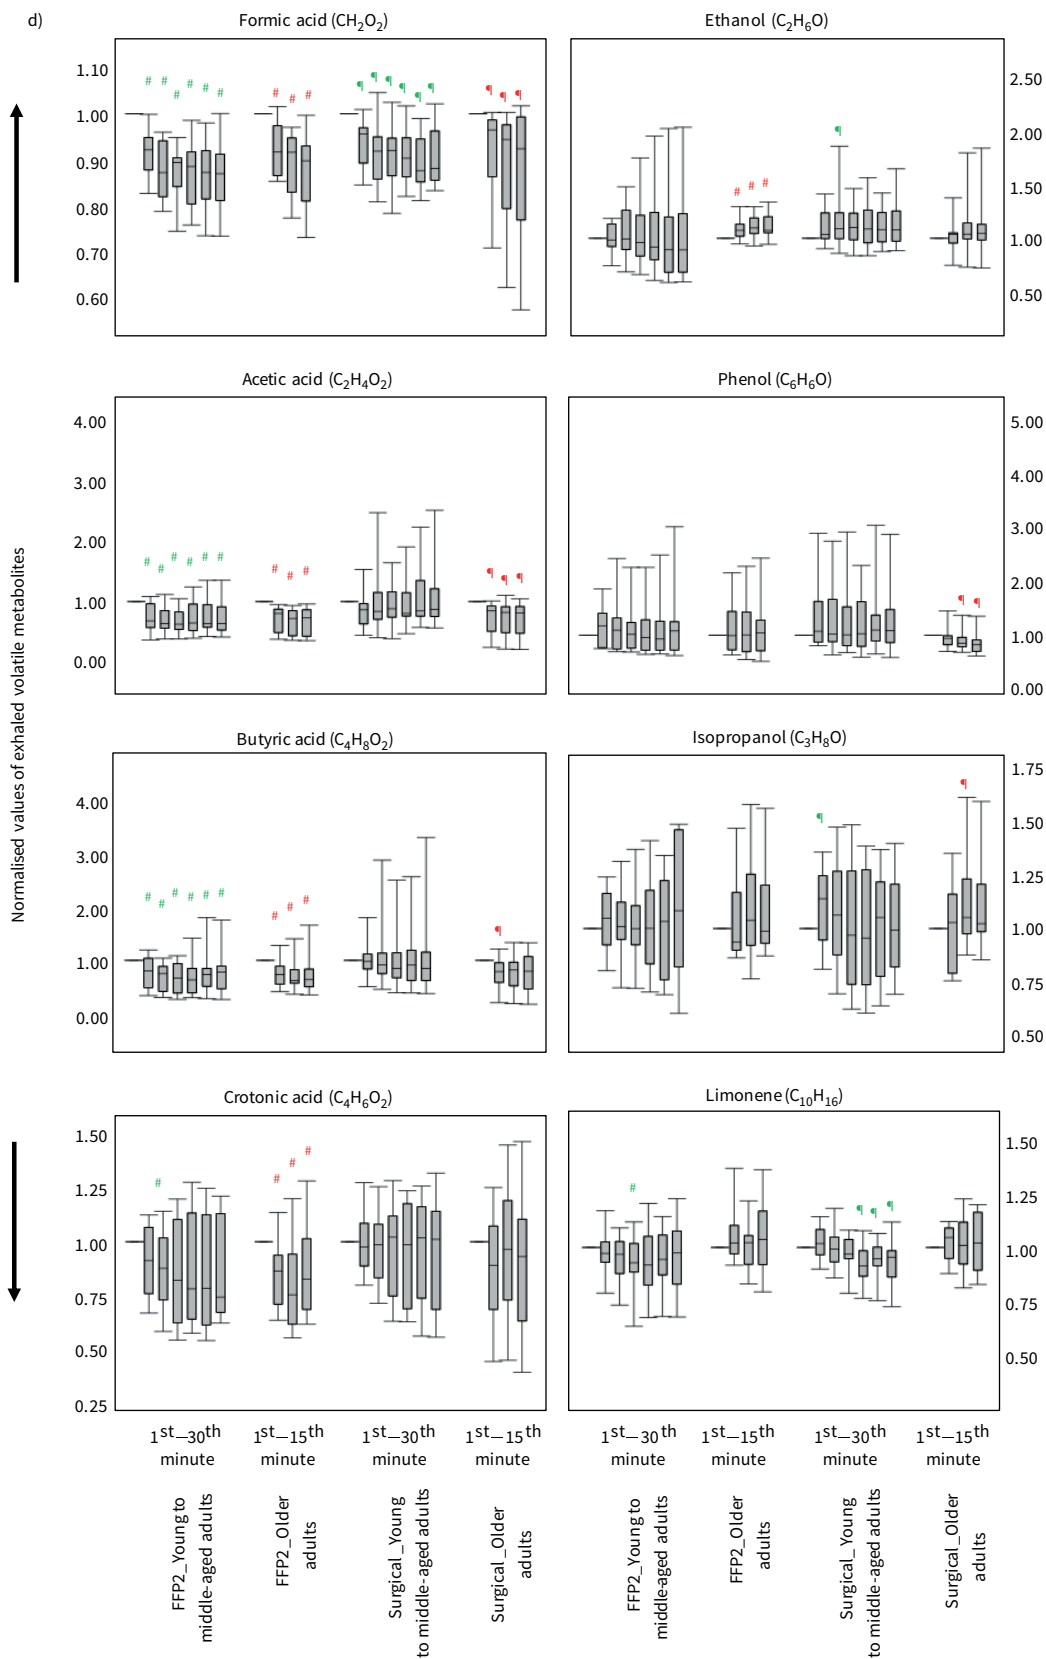 d)
Formic acid (CH₂O₂)
Ethanol (C₂H₆O)
1.10
1.00
0.90
0.80
0.70
0.60
# # # # # #
# # #
¶ ¶ ¶ ¶ ¶ ¶
¶ ¶ ¶
2.50
2.00
1.50
1.00
0.50
# # #
¶
Acetic acid (C₂H₄O₂)
Phenol (C₆H₆O)
4.00
3.00
2.00
1.00
0.00
# # # # # #
# # #
¶ ¶ ¶
5.00
4.00
3.00
2.00
1.00
0.00
¶ ¶
Normalised values of exhaled volatile metabolites
Butyric acid (C₄H₈O₂)
Isopropanol (C₃H₈O)
4.00
3.00
2.00
1.00
0.00
# # # # # #
# # #
¶
1.75
1.50
1.25
1.00
0.75
0.50
¶
¶
Crotonic acid (C₄H₆O₂)
Limonene (C₁₀H₁₆)
1.50
1.25
1.00
0.75
0.50
0.25
#
# # #
1.50
1.25
1.00
0.75
0.50
#
¶ ¶ ¶
1st–30th
minute
1st–15th
minute
1st–30th
minute
1st–15th
minute
1st–30th
minute
1st–15th
minute
1st–30th
minute
1st–15th
minute
FFP2_Young to
middle-aged adults
FFP2_Older
adults
Surgical_Young
to middle-aged adults
Surgical_Older
adults
FFP2_Young to
middle-aged adults
FFP2_Older
adults
Surgical_Young
to middle-aged adults
Surgical_Older
adults